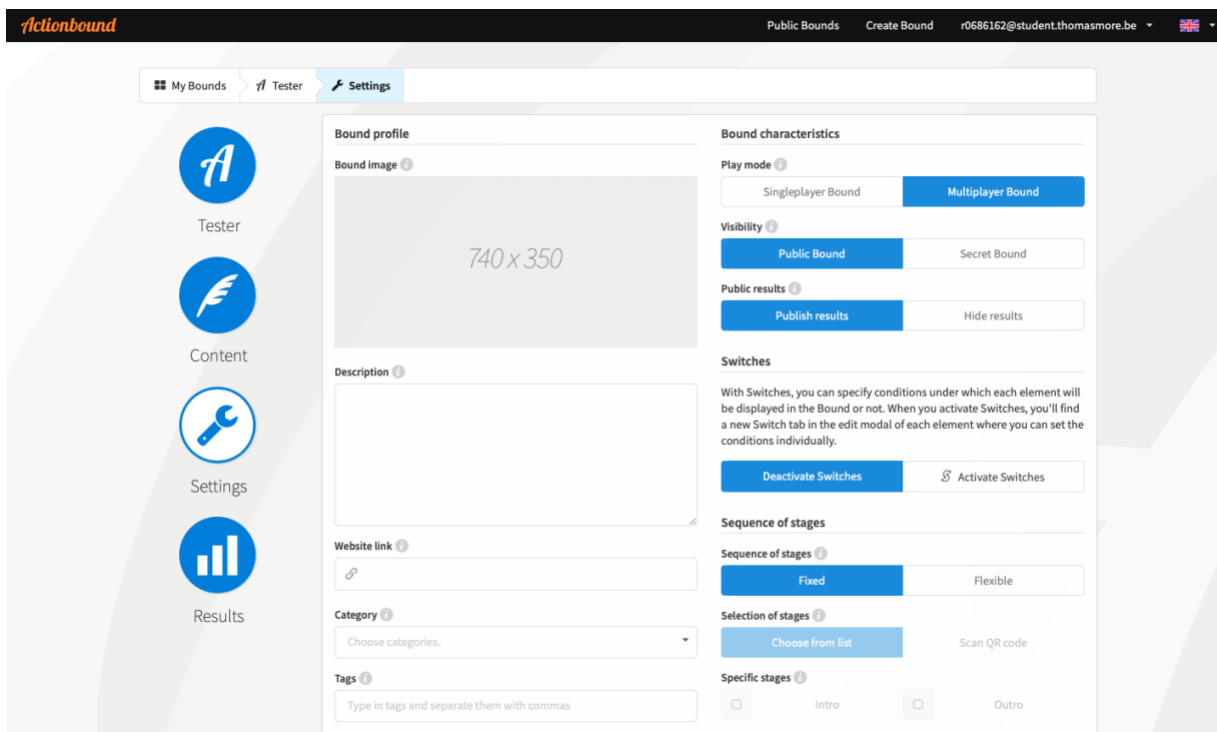 Actionbound
Public Bounds
Create Bound
r0686162@student.thomasmore.be
My Bounds
Tester
Settings
Tester
Content
Settings
Results
Bound profile
Bound image
740 x 350
Description
Website link
Category
Choose categories.
Tags
Type in tags and separate them with commas
Bound characteristics
Play mode
Singleplayer Bound
Multiplayer Bound
Visibility
Public Bound
Secret Bound
Public results
Publish results
Hide results
Switches
With Switches, you can specify conditions under which each element will
be displayed in the Bound or not. When you activate Switches, you'll find
a new Switch tab in the edit modal of each element where you can set the
conditions individually.
Deactivate Switches
Activate Switches
Sequence of stages
Sequence of stages
Fixed
Flexible
Selection of stages
Choose from list
Scan QR code
Specific stages
Intro
Outro